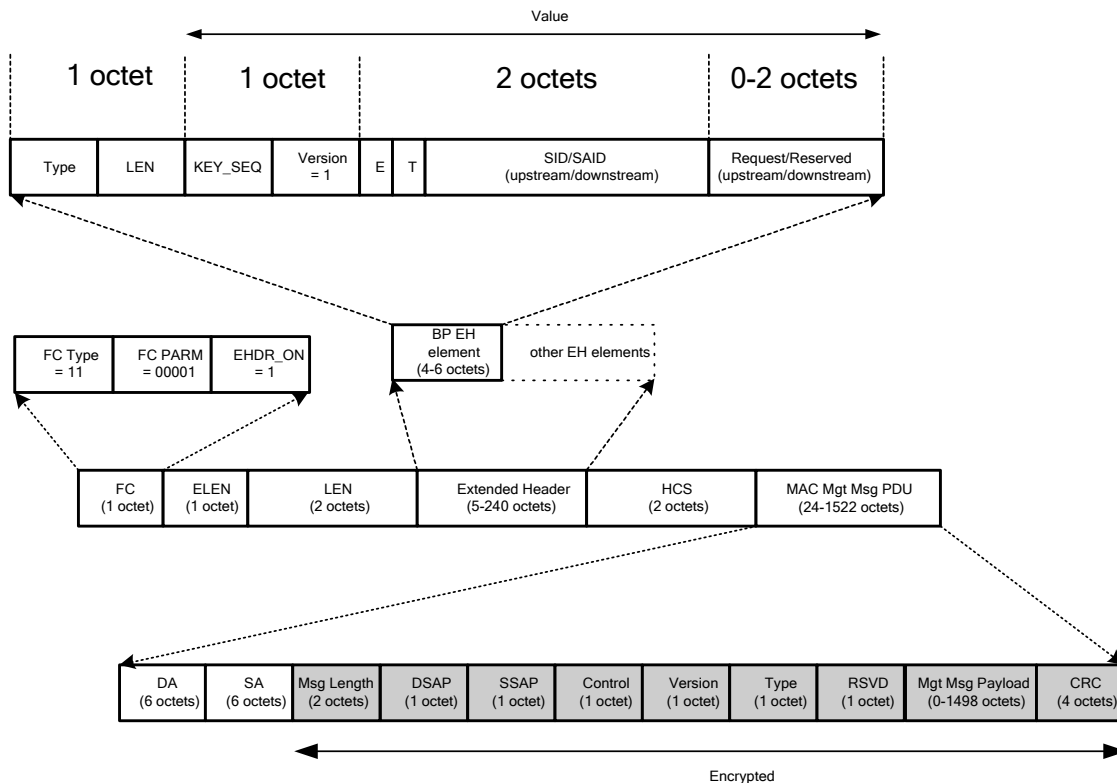 Value
1 octet
1 octet
2 octets
0-2 octets
Type
LEN
KEY_SEQ
Version
= 1
E
T
SID/SAID
(upstream/downstream)
Request/Reserved
(upstream/downstream)
BP EH
element
(4-6 octets)
other EH elements
FC Type
= 11
FC PARM
= 00001
EHDR_ON
= 1
FC
(1 octet)
ELEN
(1 octet)
LEN
(2 octets)
Extended Header
(5-240 octets)
HCS
(2 octets)
MAC Mgt Msg PDU
(24-1522 octets)
DA
(6 octets)
SA
(6 octets)
Msg Length
(2 octets)
DSAP
(1 octet)
SSAP
(1 octet)
Control
(1 octet)
Version
(1 octet)
Type
(1 octet)
RSVD
(1 octet)
Mgt Msg Payload
(0-1498 octets)
CRC
(4 octets)
Encrypted